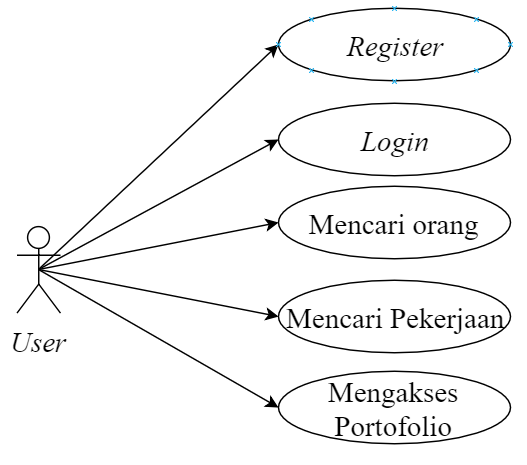 Register
Login
Mencari orang
Mencari Pekerjaan
User
Mengakses
Portofolio